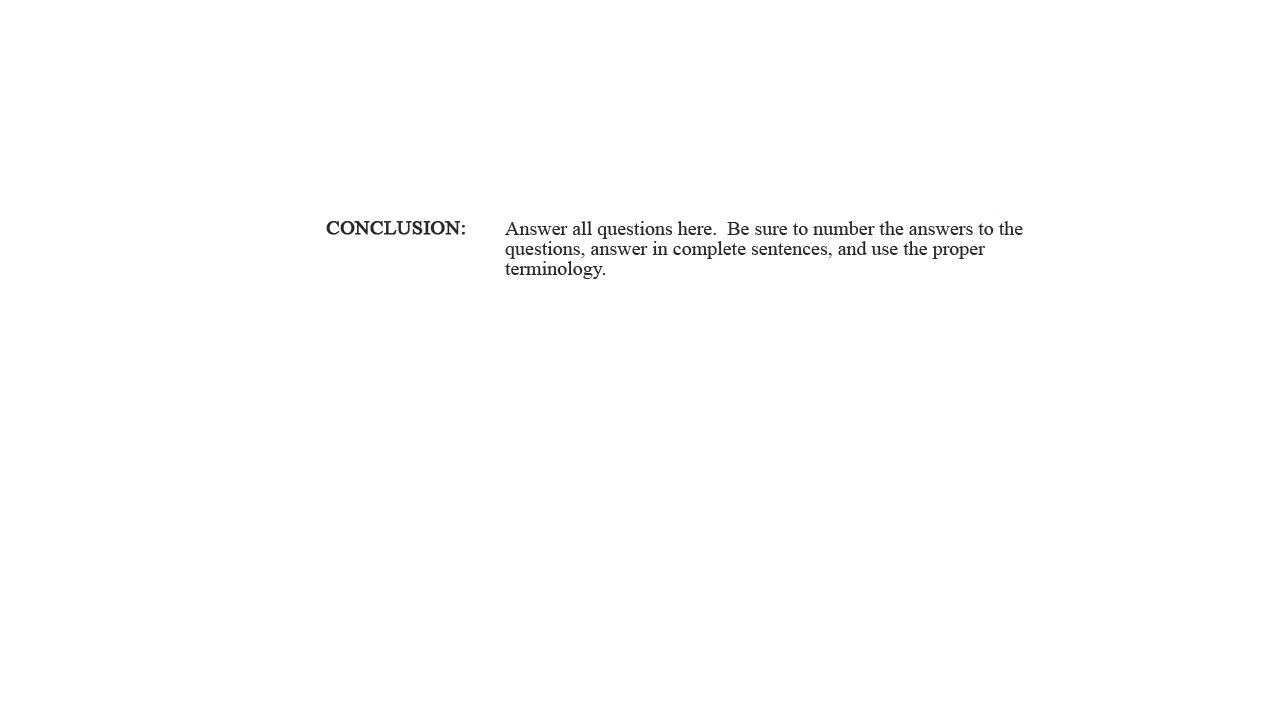 CONCLUSION: Answer all questions here.  Be sure to number the answers to the
questions, answer in complete sentences, and use the proper
terminology.